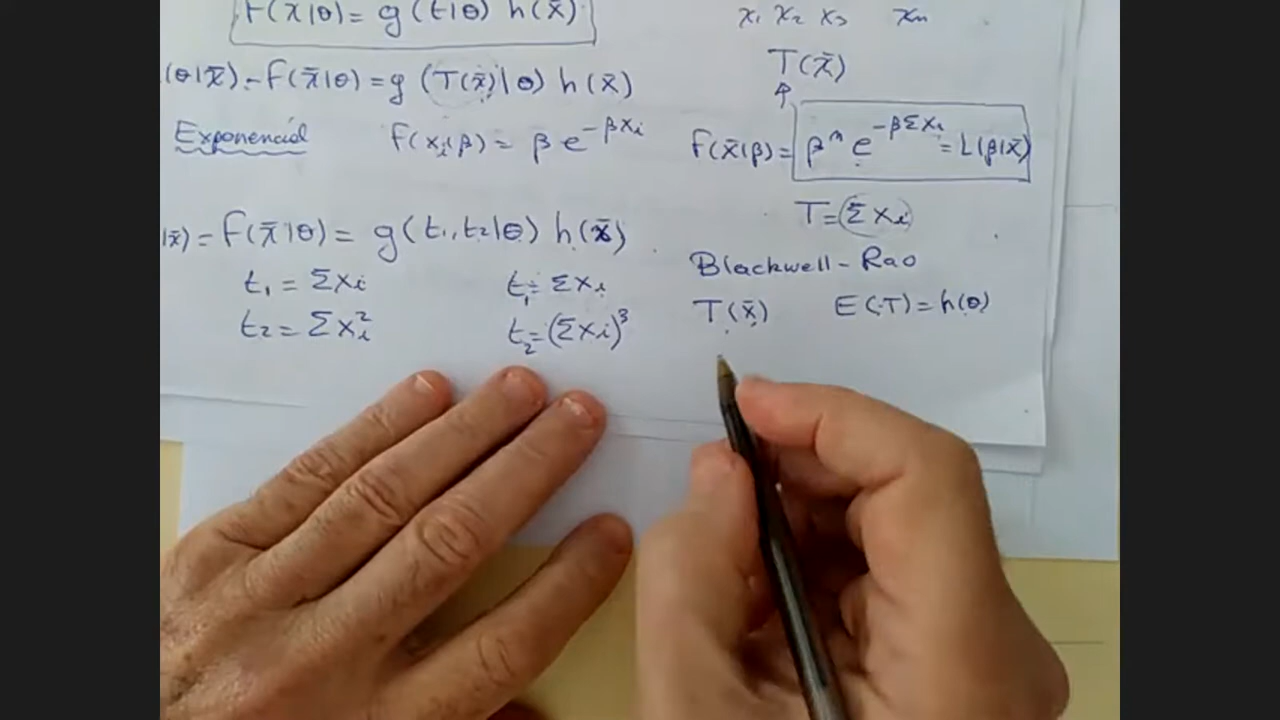 f(x̄|θ) = g(t|θ) h(x̄)
x₁ x₂ x₃ xₙ
T(x̄)
(θ|x̄) = f(x̄|θ) = g(T(x̄)|θ) h(x̄)
Exponencial f(xᵢ|β) = β e^{-βxᵢ}
f(x̄|β) = βⁿ e^{-βΣxᵢ} = L(β|x̄)
T = Σxᵢ
|x̄) = f(x̄|θ) = g(t₁, t₂|θ) h(x̄)
t₁ = Σxᵢ t₁ = Σxᵢ
t₂ = Σxᵢ² t₂ = (Σxᵢ)³
Blackwell - Rao
T(x̄) E(T) = h(θ)